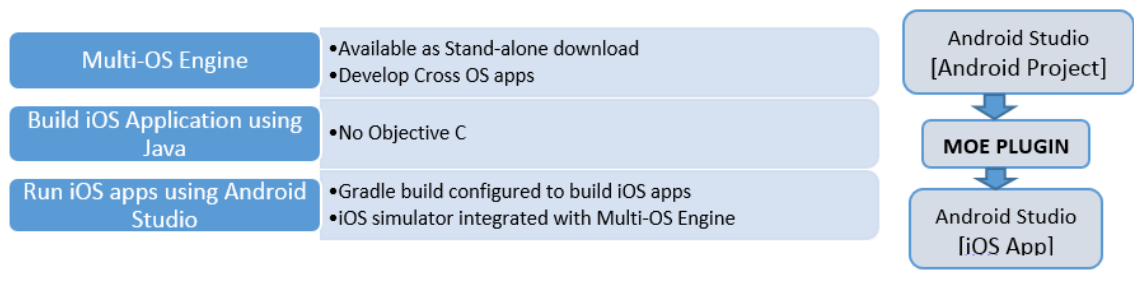 Multi-OS Engine
•Available as Stand-alone download
•Develop Cross OS apps
Build iOS Application using
Java
•No Objective C
Run iOS apps using Android
Studio
•Gradle build configured to build iOS apps
•iOS simulator integrated with Multi-OS Engine
Android Studio
[Android Project]
MOE PLUGIN
Android Studio
[iOS App]